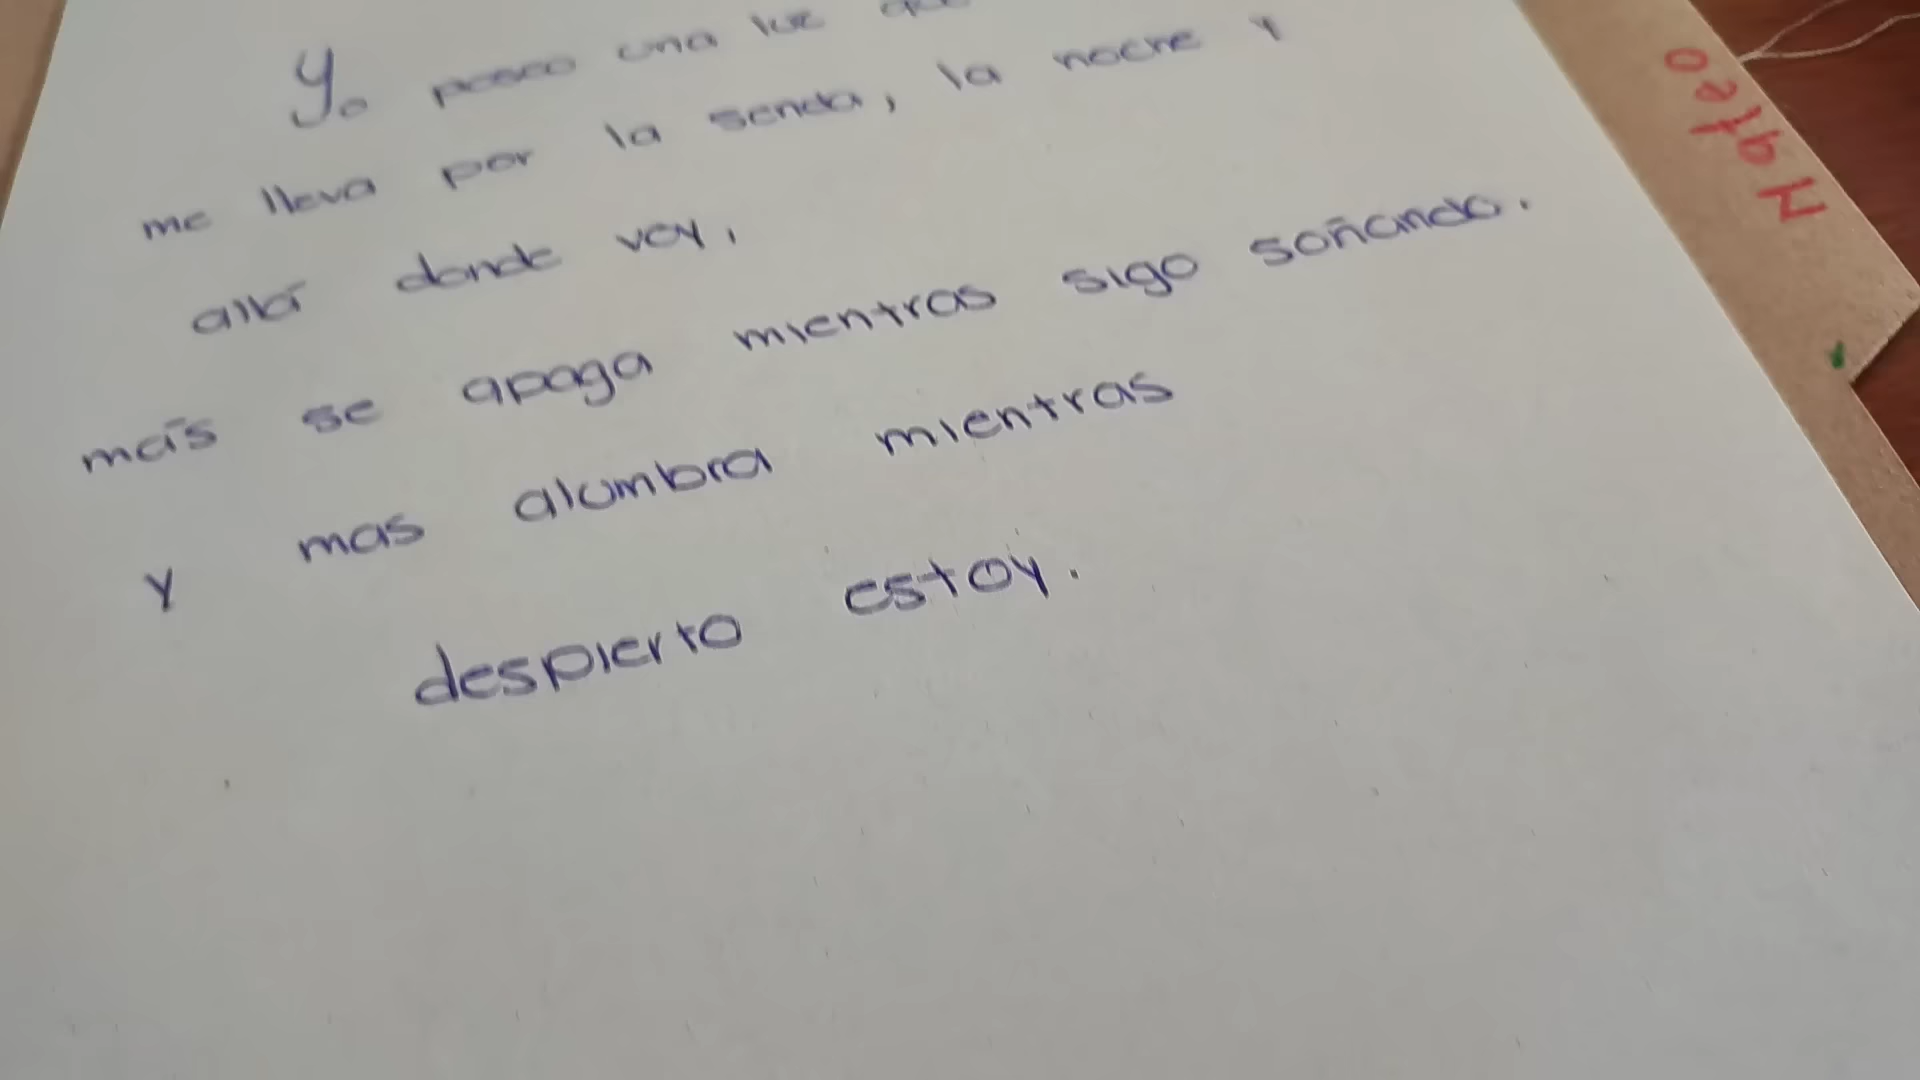 Yo poseo una luz que
me lleva por la senda, la noche y
allá donde voy,
más se apaga mientras sigo soñando.
y mas alumbra mientras
despierto estoy.
Mateo